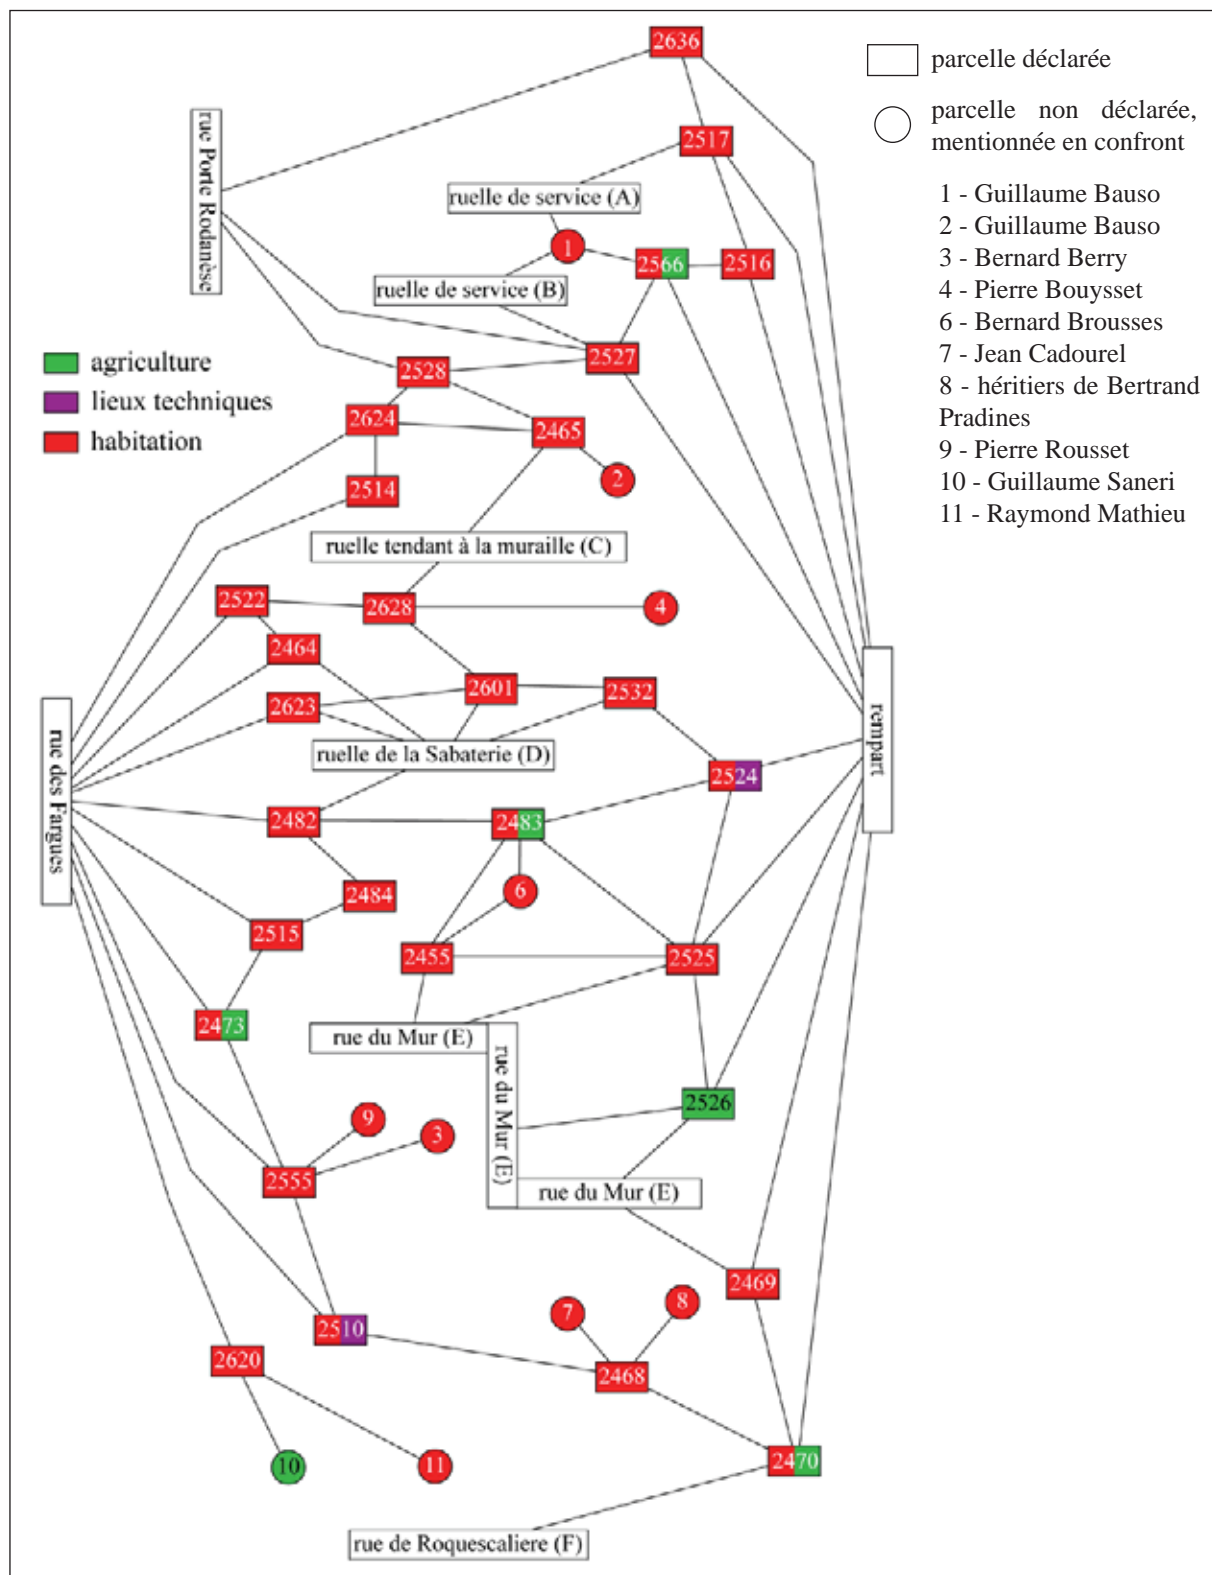 2636
parcelle déclarée
parcelle non déclarée,
mentionnée en confront
rue Porte Rodanèse
2517
ruelle de service (A)
1 - Guillaume Bauso
2 - Guillaume Bauso
3 - Bernard Berry
4 - Pierre Bouysset
6 - Bernard Brousses
7 - Jean Cadourel
8 - héritiers de Bertrand
Pradines
9 - Pierre Rousset
10 - Guillaume Saneri
11 - Raymond Mathieu
1
2566
2516
ruelle de service (B)
agriculture
lieux techniques
habitation
2527
2528
2624
2465
2
2514
ruelle tendant à la muraille (C)
2522
2628
4
2464
2601
2532
2623
rue des Fargues
rempart
ruelle de la Sabaterie (D)
2524
2482
2483
2484
6
2515
2455
2525
2473
rue du Mur (E)
rue du Mur (E)
2526
9
3
2555
rue du Mur (E)
2469
7
8
2510
2620
2468
10
11
2470
rue de Roquescaliere (F)